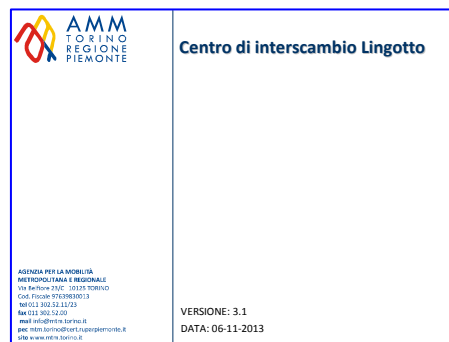 AMM
TORINO
REGIONE
PIEMONTE
Centro di interscambio Lingotto
AGENZIA PER LA MOBILITÀ
METROPOLITANA E REGIONALE
Via Belfiore 23/C 10125 TORINO
Cod. Fiscale 97639830013
tel 011 302.52.11/23
fax 011 302.52.00
mail info@mtm.torino.it
pec mtm.torino@cert.ruparpiemonte.it
sito www.mtm.torino.it
VERSIONE: 3.1
DATA: 06-11-2013